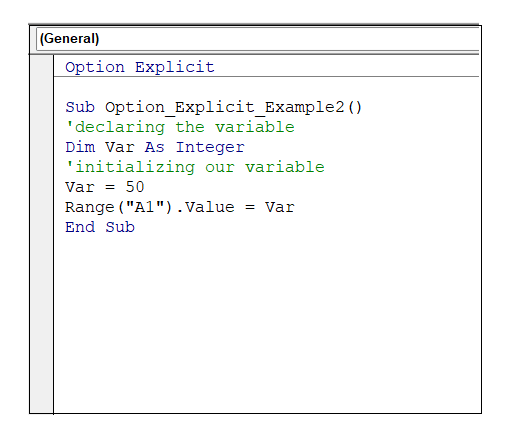 (General)
Option Explicit
Sub Option_Explicit_Example2()
'declaring the variable
Dim Var As Integer
'initializing our variable
Var = 50
Range("A1").Value = Var
End Sub